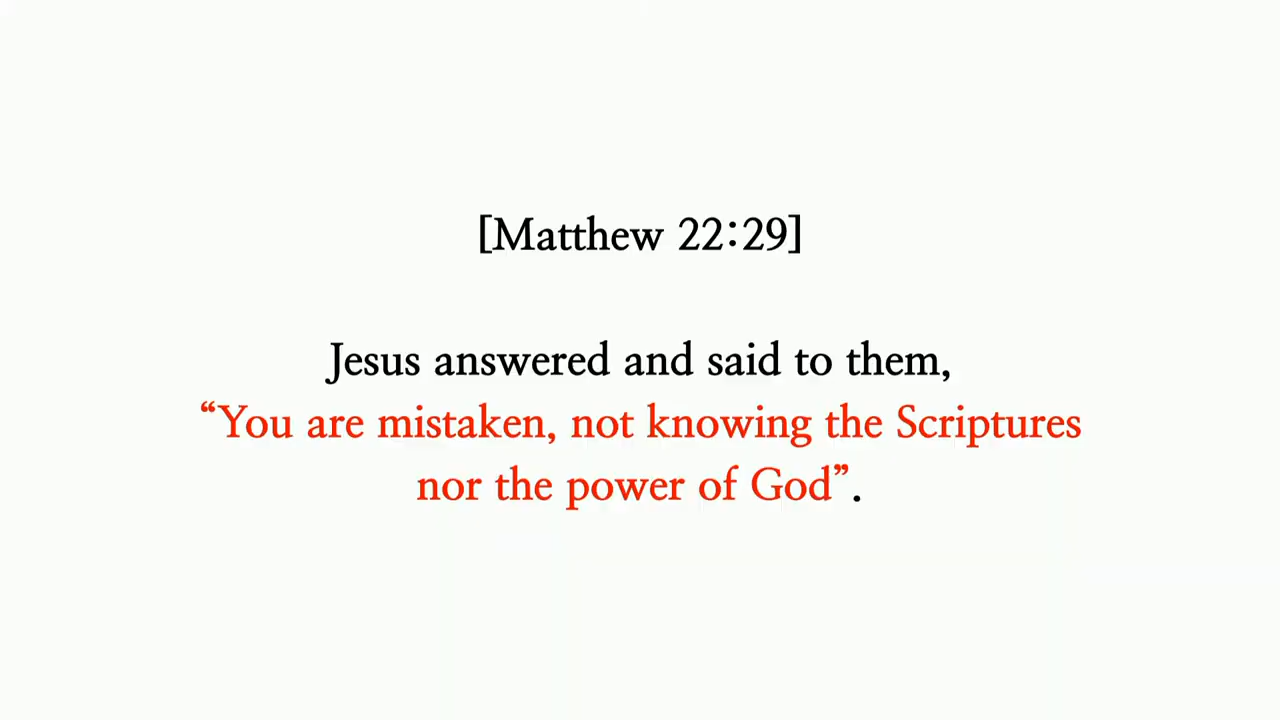 [Matthew 22:29]
Jesus answered and said to them,
“You are mistaken, not knowing the Scriptures
nor the power of God”.